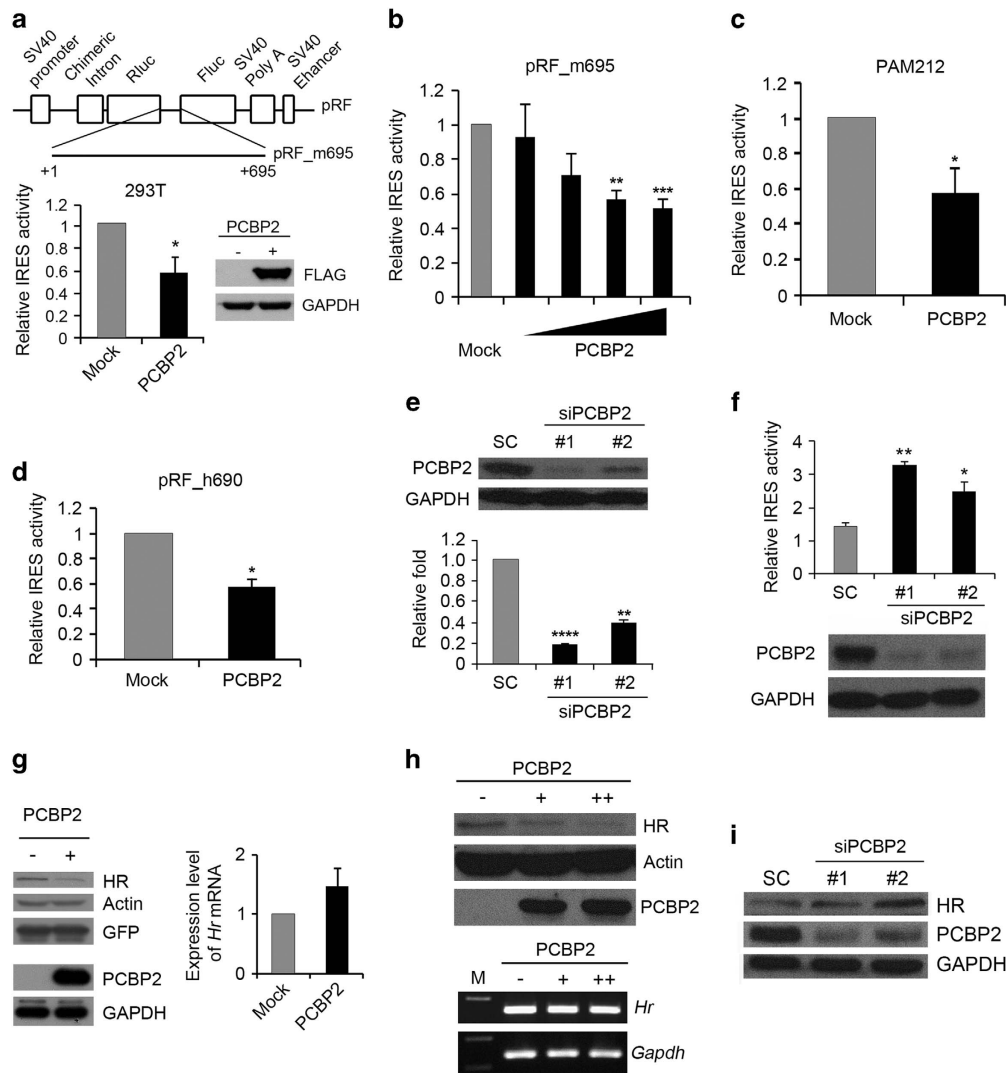 a
SV40 promoter
Chimeric Intron
Rluc
Fluc
SV40 Poly A
SV40 Ehancer
pRF
pRF_m695
+1
+695
293T
Relative IRES activity
1.2
1
0.8
0.6
0.4
0.2
0
*
Mock
PCBP2
PCBP2
-
+
FLAG
GAPDH
b
pRF_m695
Relative IRES activity
1.2
1
0.8
0.6
0.4
0.2
0
**
***
Mock
PCBP2
c
PAM212
Relative IRES activity
1.2
1
0.8
0.6
0.4
0.2
0
*
Mock
PCBP2
d
pRF_h690
Relative IRES activity
1.2
1
0.8
0.6
0.4
0.2
0
*
Mock
PCBP2
e
siPCBP2
SC #1 #2
PCBP2
GAPDH
Relative fold
1.2
1.0
0.8
0.6
0.4
0.2
0
****
**
SC #1 #2
siPCBP2
f
Relative IRES activity
4
3
2
1
0
**
*
SC #1 #2
siPCBP2
PCBP2
GAPDH
g
PCBP2
- +
HR
Actin
GFP
PCBP2
GAPDH
Expression level of Hr mRNA
2
1
0
Mock
PCBP2
h
PCBP2
- + ++
HR
Actin
PCBP2
PCBP2
M - + ++
Hr
Gapdh
i
siPCBP2
SC #1 #2
HR
PCBP2
GAPDH